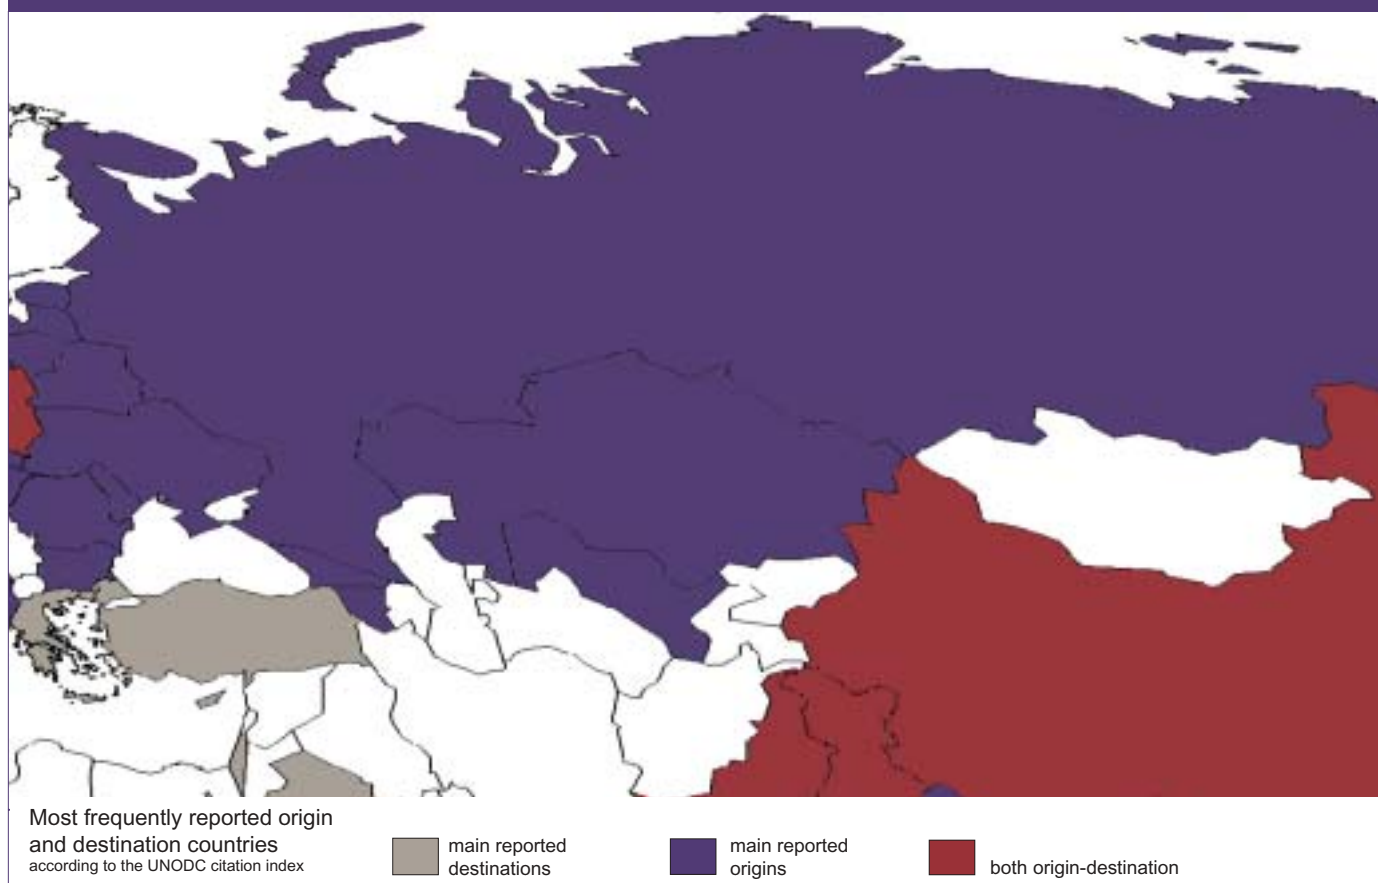 Most frequently reported origin
and destination countries
according to the UNODC citation index
main reported
destinations
main reported
origins
both origin-destination